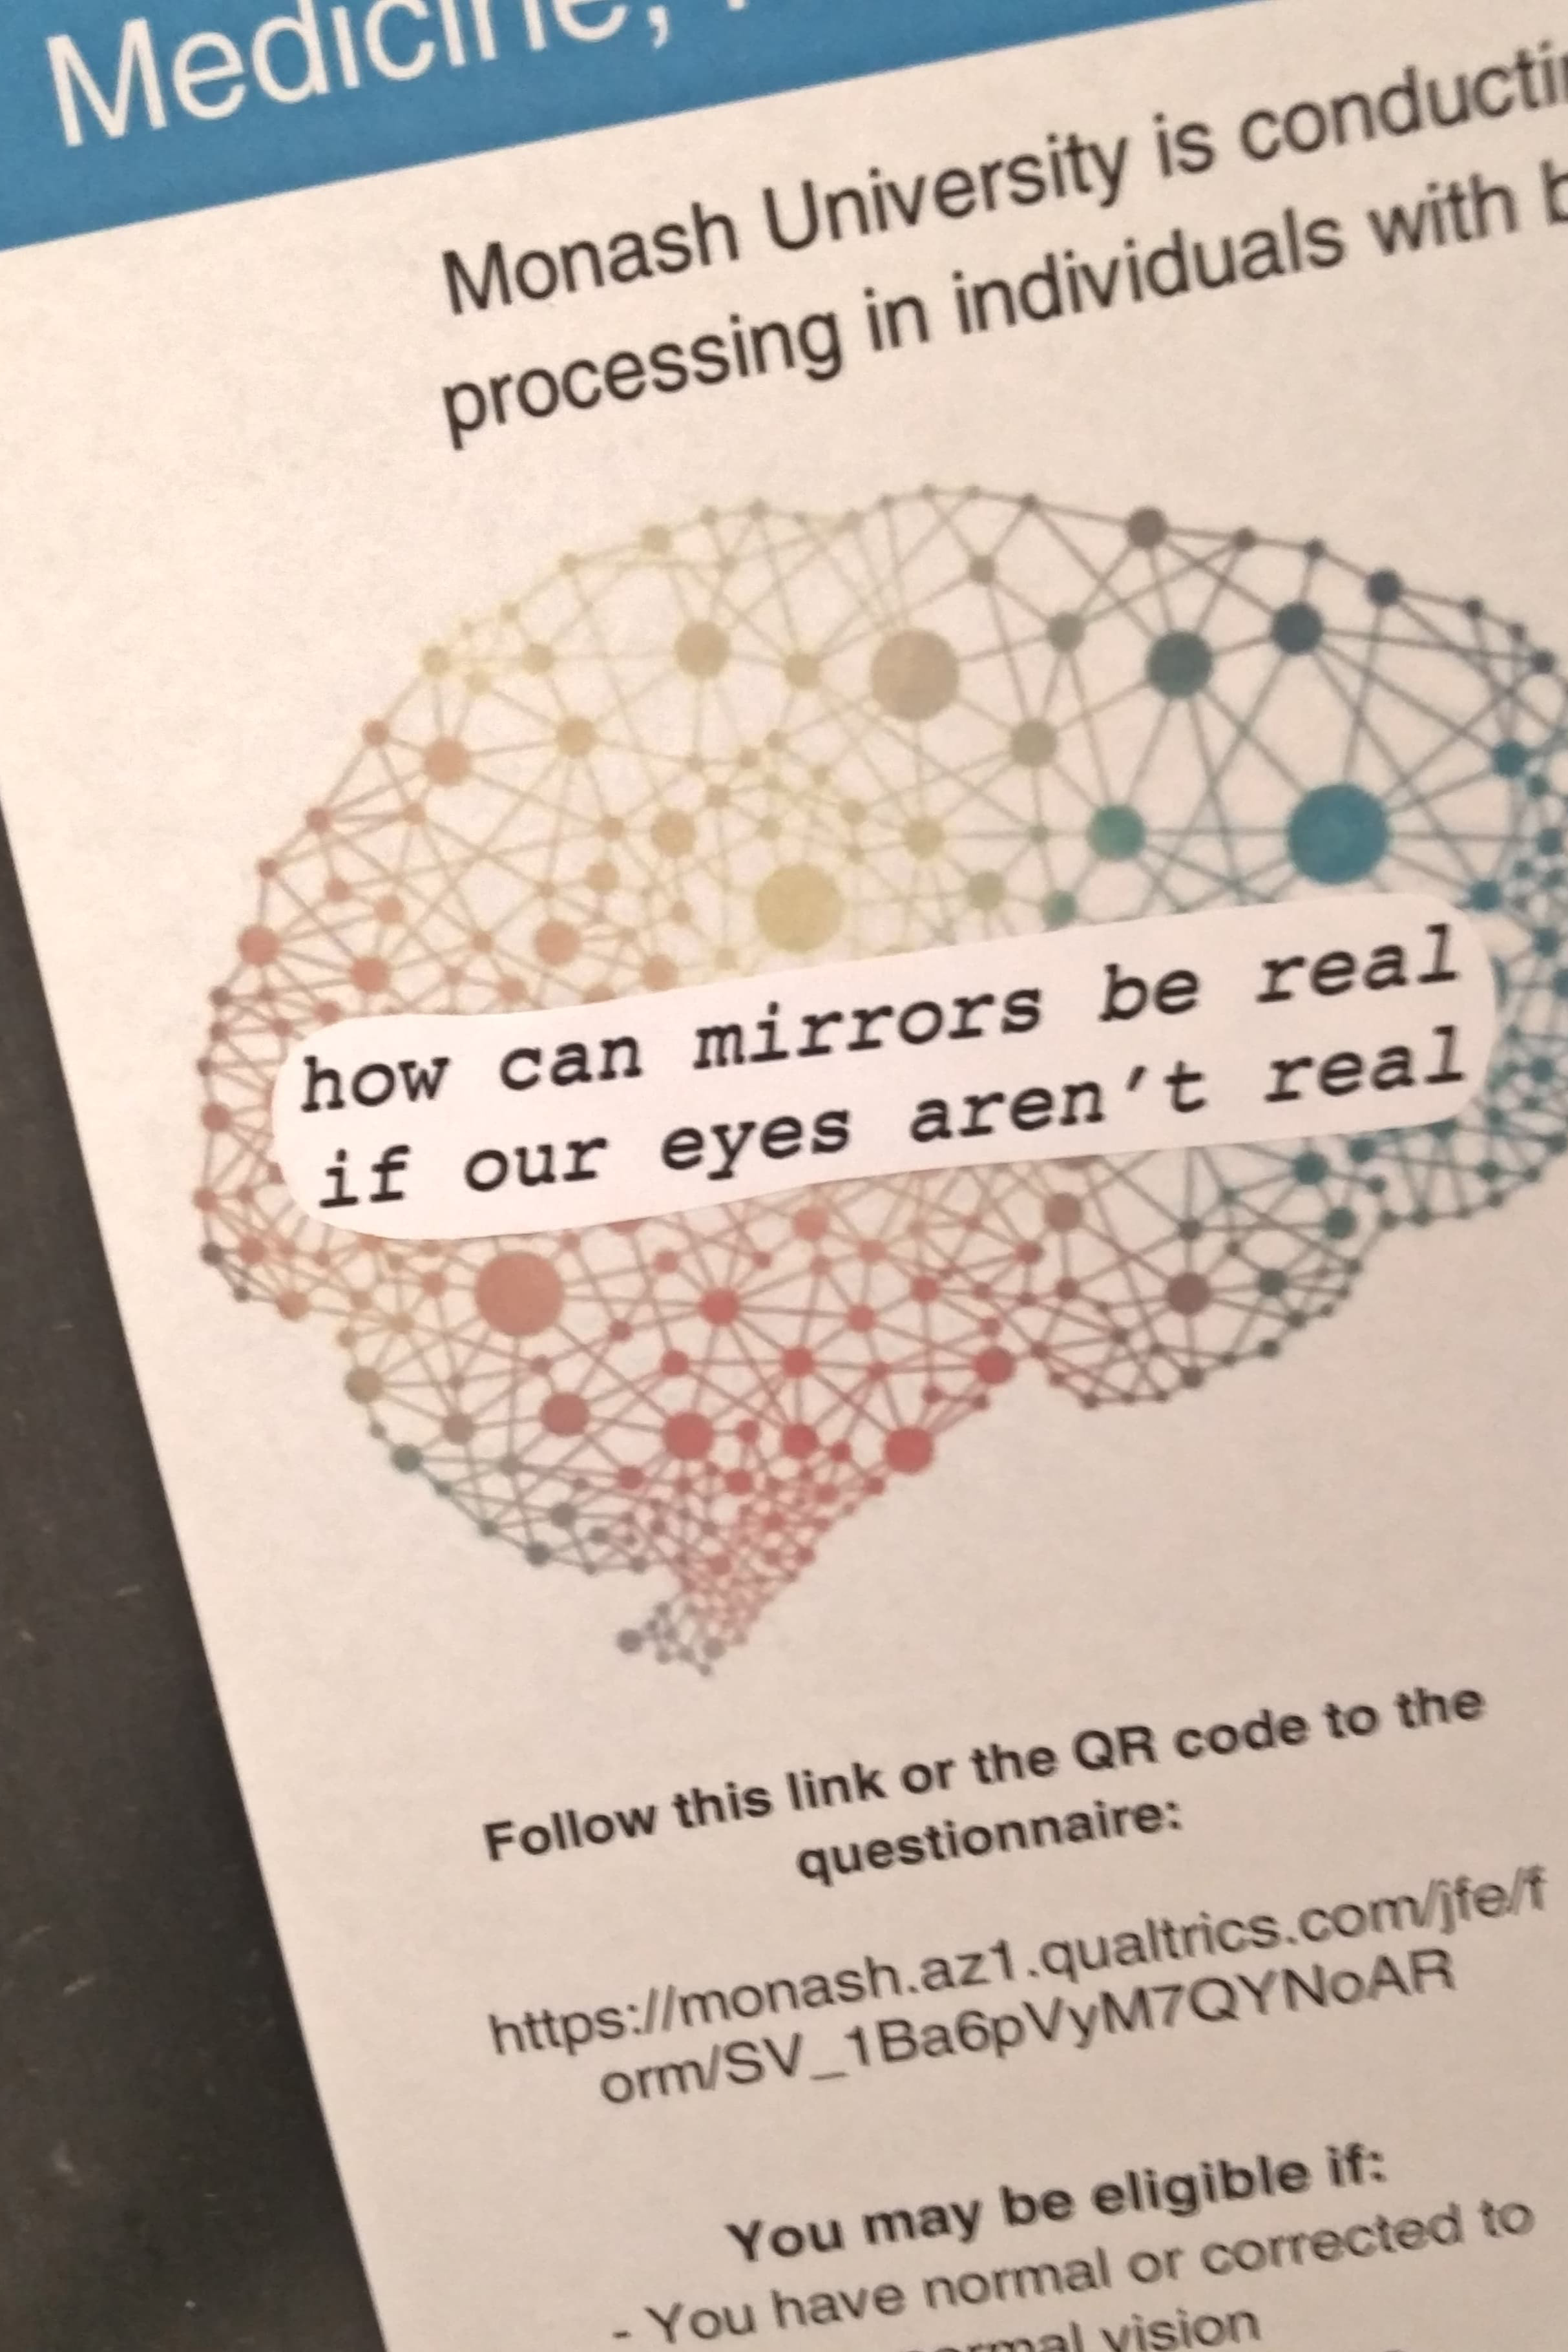 Medicine,
Monash University is
processing in individuals with
how can mirrors be real
if our eyes aren't real
Follow this link or the QR code to the
questionnaire:
https://monash.az1.qualtrics.com/jfe/f
orm/SV_1Ba6pVyM7QYNoAR
You may be eligible if:
- You have normal or corrected to
vision